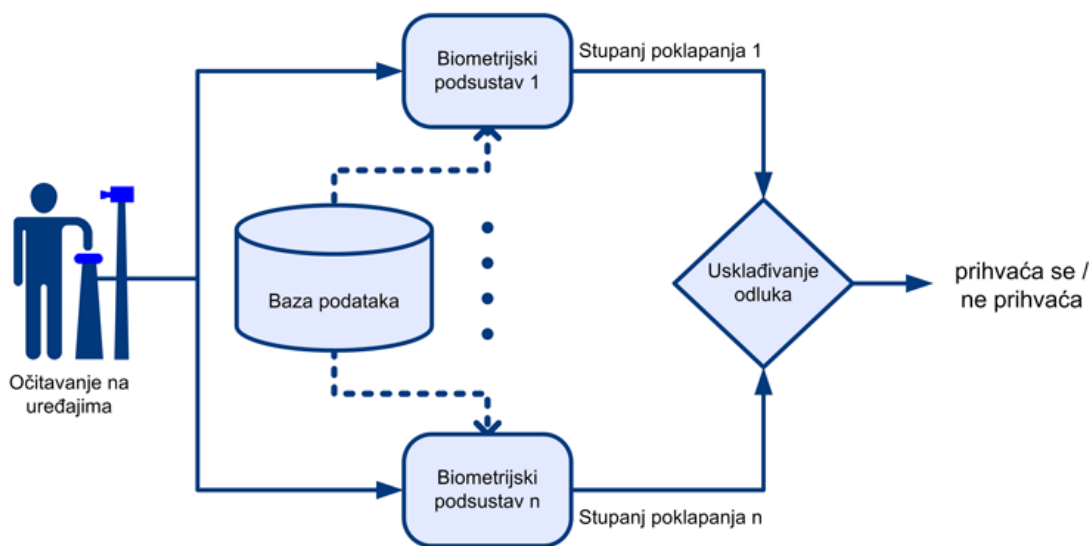 Biometrijski
podsustav 1
Stupanj poklapanja 1
Baza podataka
Očitavanje na
uređajima
Usklađivanje
odluka
prihvaća se /
ne prihvaća
Biometrijski
podsustav n
Stupanj poklapanja n